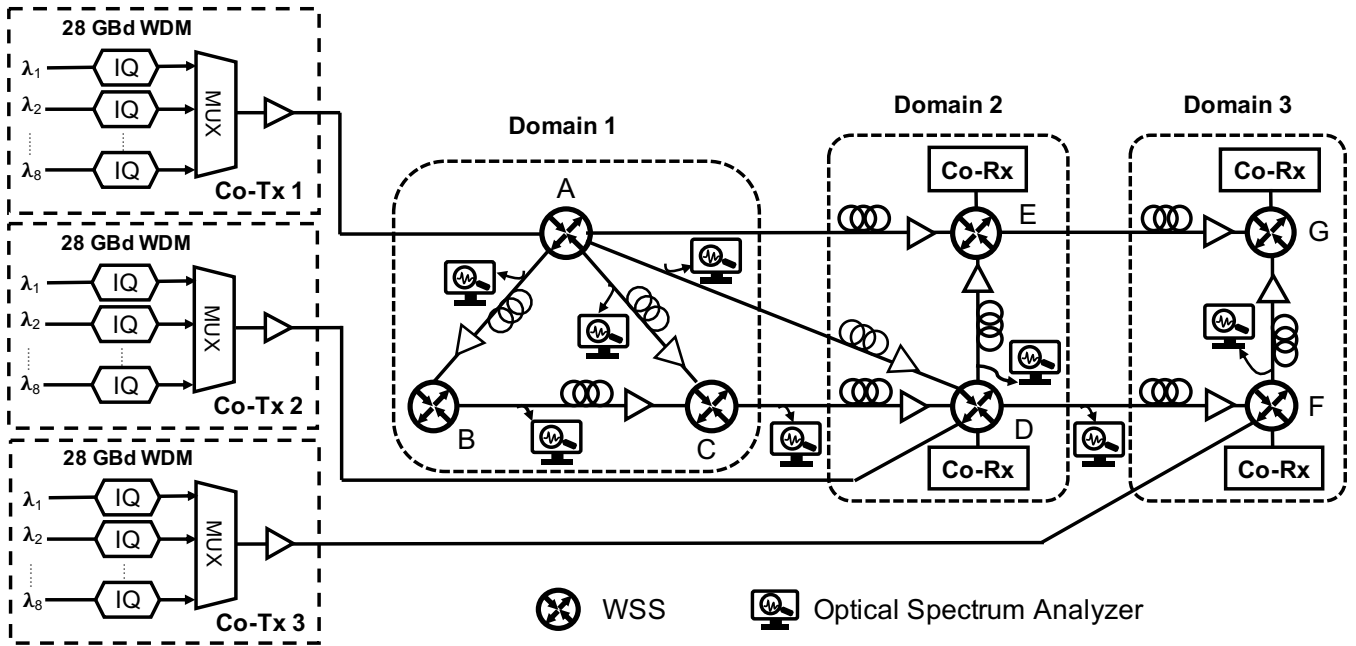 28 GBd WDM
λ1
IQ
λ2
IQ
λ8
IQ
MUX
Co-Tx 1
28 GBd WDM
λ1
IQ
λ2
IQ
λ8
IQ
MUX
Co-Tx 2
28 GBd WDM
λ1
IQ
λ2
IQ
λ8
IQ
MUX
Co-Tx 3
Domain 1
A
B
C
Domain 2
Co-Rx
E
D
Co-Rx
Domain 3
Co-Rx
G
F
Co-Rx
WSS
Optical Spectrum Analyzer